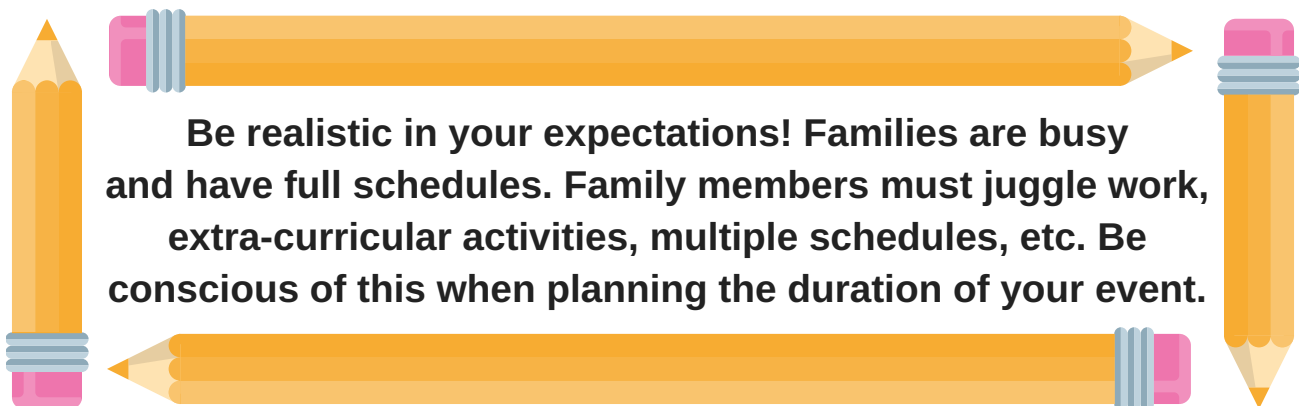 Be realistic in your expectations! Families are busy
and have full schedules. Family members must juggle work,
extra-curricular activities, multiple schedules, etc. Be
conscious of this when planning the duration of your event.